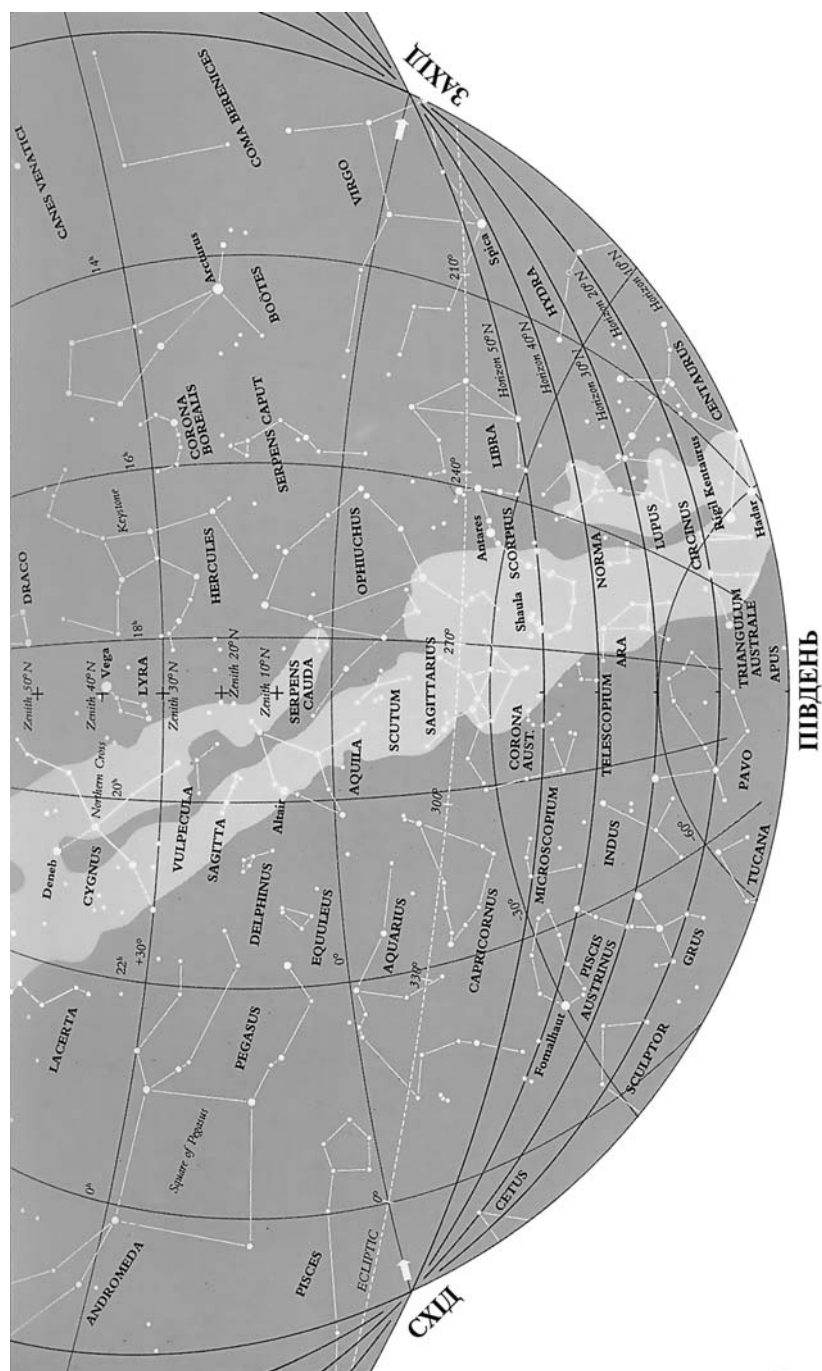 ЗАХІД
CANES VENATICI
COMA BERENICES
VIRGO
14ʰ
Arcturus
BOÖTES
210°
Spica
HYDRA
Horizon 50°N
Horizon 40°N
Horizon 30°N
Horizon 20°N
Horizon 10°N
CENTAURUS
CORONA
BOREALIS
SERPENS CAPUT
LIBRA
16ʰ
240°
Keystone
HERCULES
OPHIUCHUS
Antares
SCORPIUS
NORMA
LUPUS
CIRCINUS
Rigil Kentaurus
Hadar
DRACO
18ʰ
270°
Shaula
ARA
TRIANGULUM
AUSTRALE
APUS
Zenith 50°N
Zenith 40°N
Vega
LYRA
Zenith 30°N
Zenith 20°N
Zenith 10°N
SERPENS
CAUDA
SCUTUM
SAGITTARIUS
CORONA
AUST.
TELESCOPIUM
PAVO
ПІВДЕНЬ
Northern Cross
20ʰ
VULPECULA
SAGITTA
Altair
AQUILA
300°
MICROSCOPIUM
INDUS
-60°
TUCANA
Deneb
CYGNUS
DELPHINUS
EQUULEUS
AQUARIUS
CAPRICORNUS
-30°
22ʰ
+30°
0°
330°
PISCIS
AUSTRINUS
GRUS
LACERTA
PEGASUS
Fomalhaut
SCULPTOR
Square of Pegasus
0ʰ
0°
CETUS
ANDROMEDA
PISCES
ECLIPTIC
СХІД